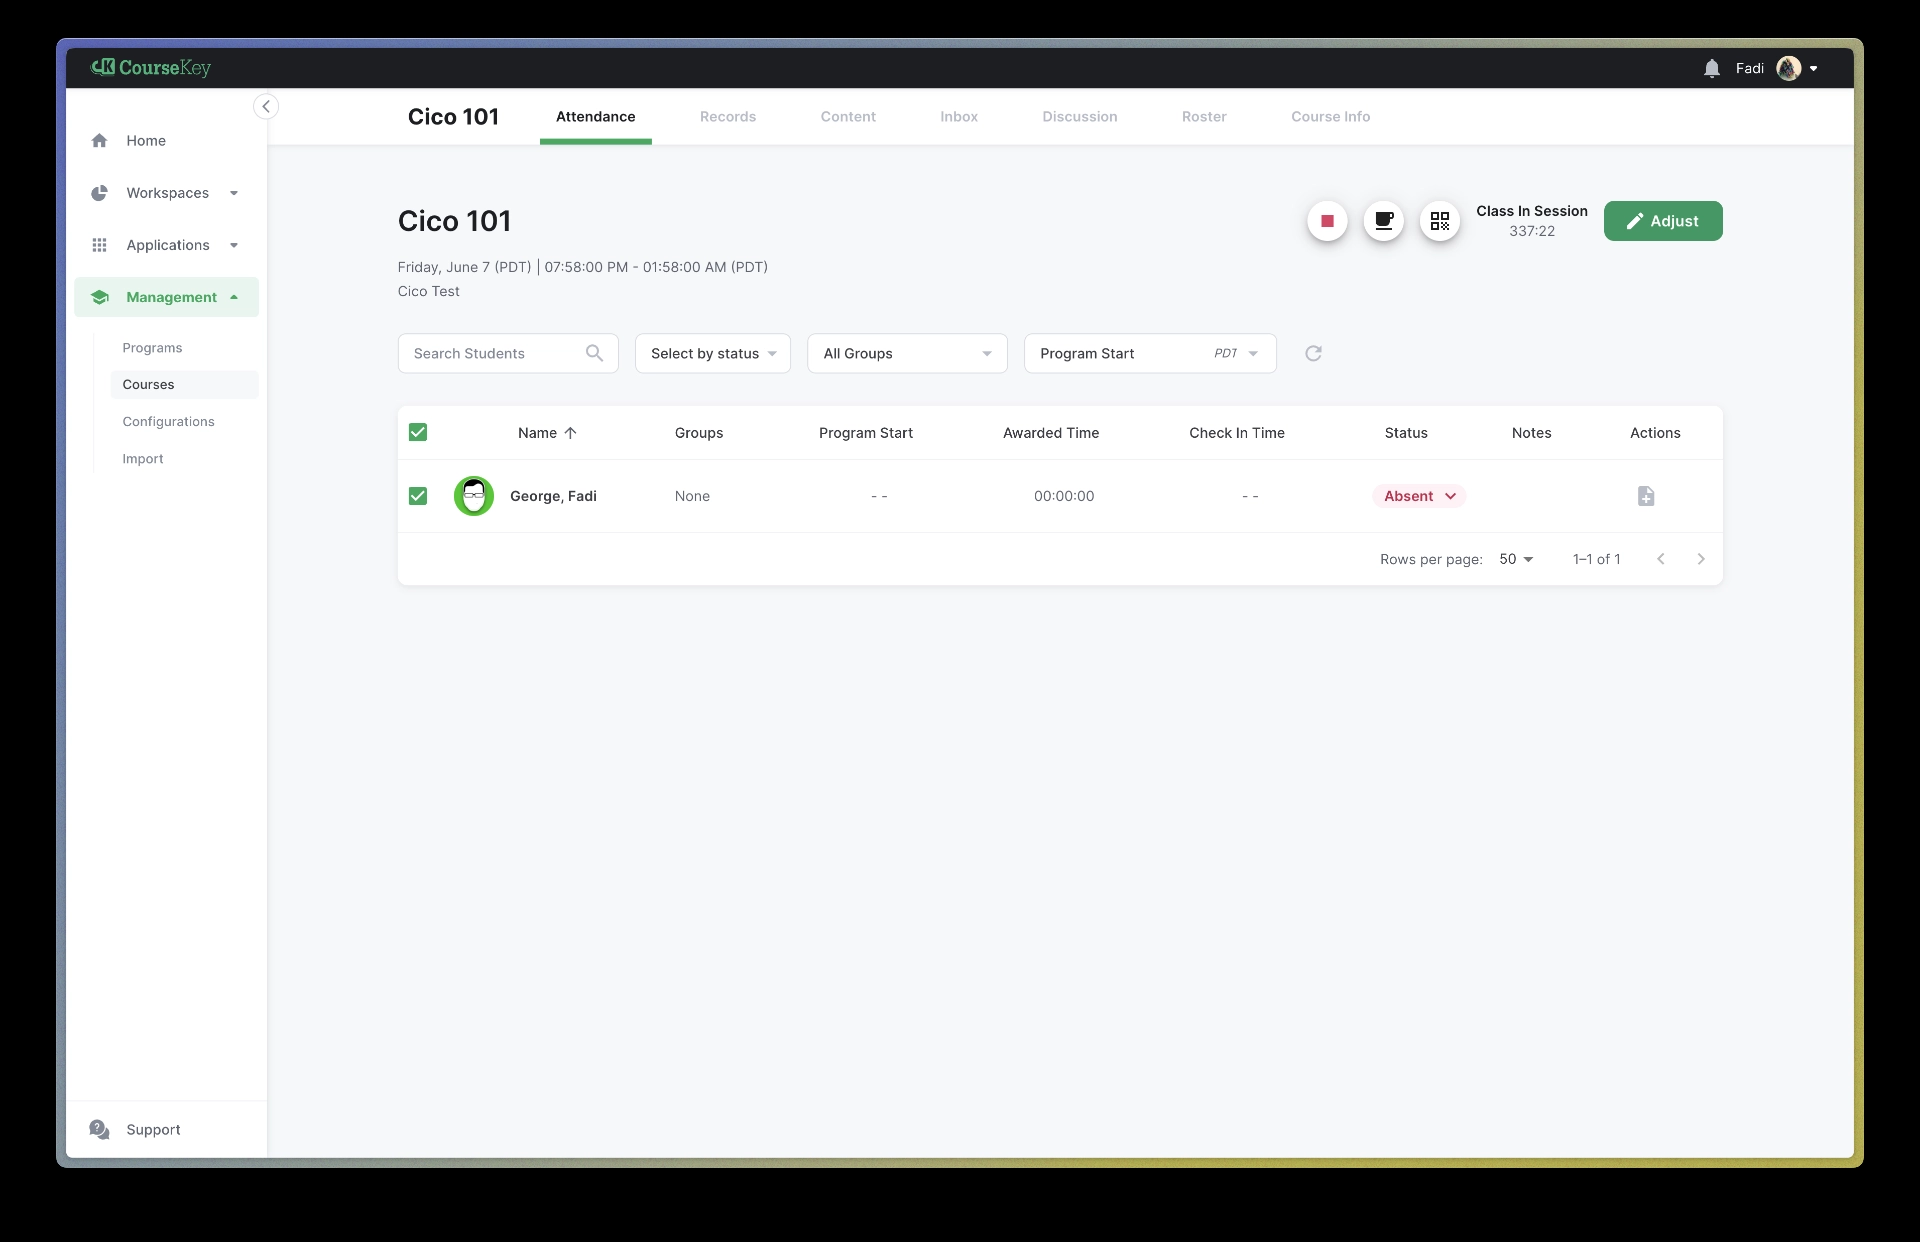 CourseKey
Fadi
Home
Workspaces
Applications
Management
Programs
Courses
Configurations
Import
Support
Cico 101
Attendance
Records
Content
Inbox
Discussion
Roster
Course Info
Cico 101
Class In Session
337:22
Adjust
Friday, June 7 (PDT) | 07:58:00 PM - 01:58:00 AM (PDT)
Cico Test
Search Students
Select by status
All Groups
Program Start PDT
Name Groups Program Start Awarded Time Check In Time Status Notes Actions
George, Fadi None - - 00:00:00 - - Absent
Rows per page: 50 1–1 of 1